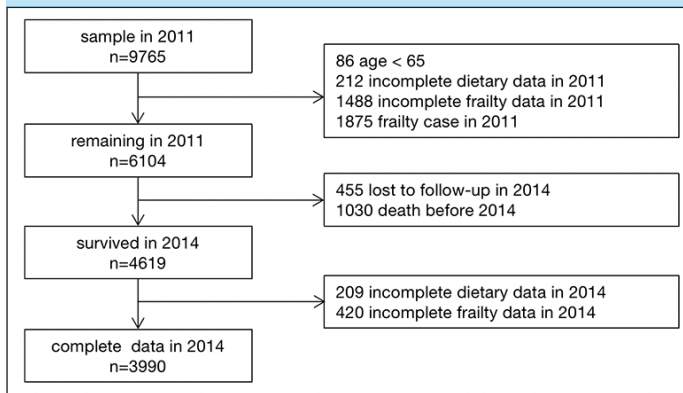 sample in 2011
n=9765
86 age < 65
212 incomplete dietary data in 2011
1488 incomplete frailty data in 2011
1875 frailty case in 2011
remaining in 2011
n=6104
455 lost to follow-up in 2014
1030 death before 2014
survived in 2014
n=4619
209 incomplete dietary data in 2014
420 incomplete frailty data in 2014
complete data in 2014
n=3990